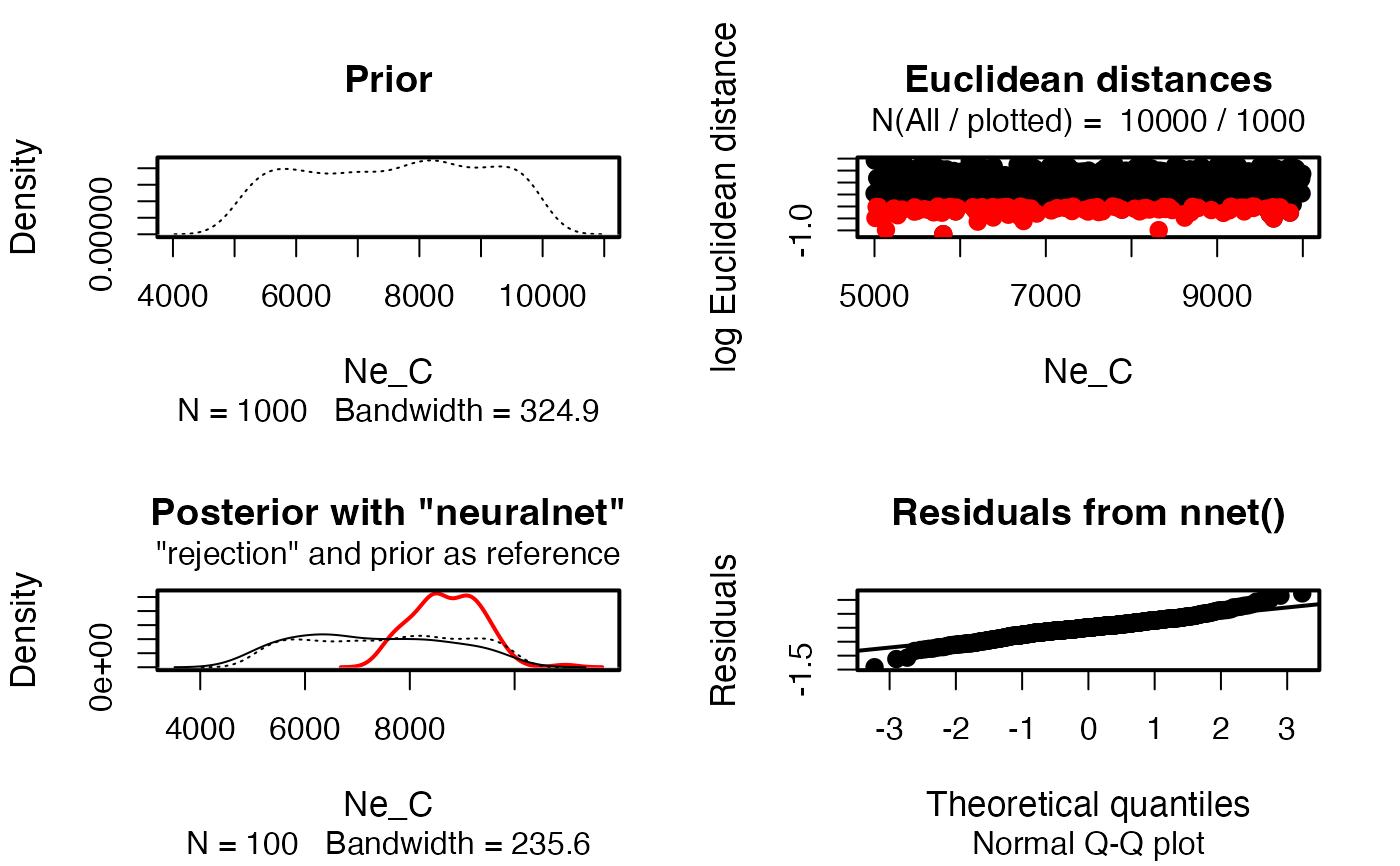 Prior
Density
0.00000
4000 6000 8000 10000
Ne_C
N = 1000 Bandwidth = 324.9
Euclidean distances
N(All / plotted) = 10000 / 1000
log Euclidean distance
-1.0
5000 7000 9000
Ne_C
Posterior with "neuralnet"
"rejection" and prior as reference
Density
0e+00
4000 6000 8000
Ne_C
N = 100 Bandwidth = 235.6
Residuals from nnet()
Residuals
-1.5
-3 -2 -1 0 1 2 3
Theoretical quantiles
Normal Q-Q plot